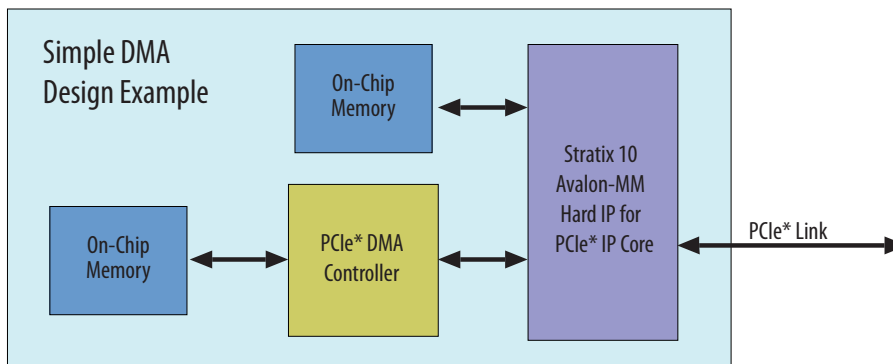 Simple DMA
Design Example
On-Chip
Memory
Stratix 10
Avalon-MM
Hard IP for
PCIe* IP Core
On-Chip
Memory
PCIe* DMA
Controller
PCIe* Link